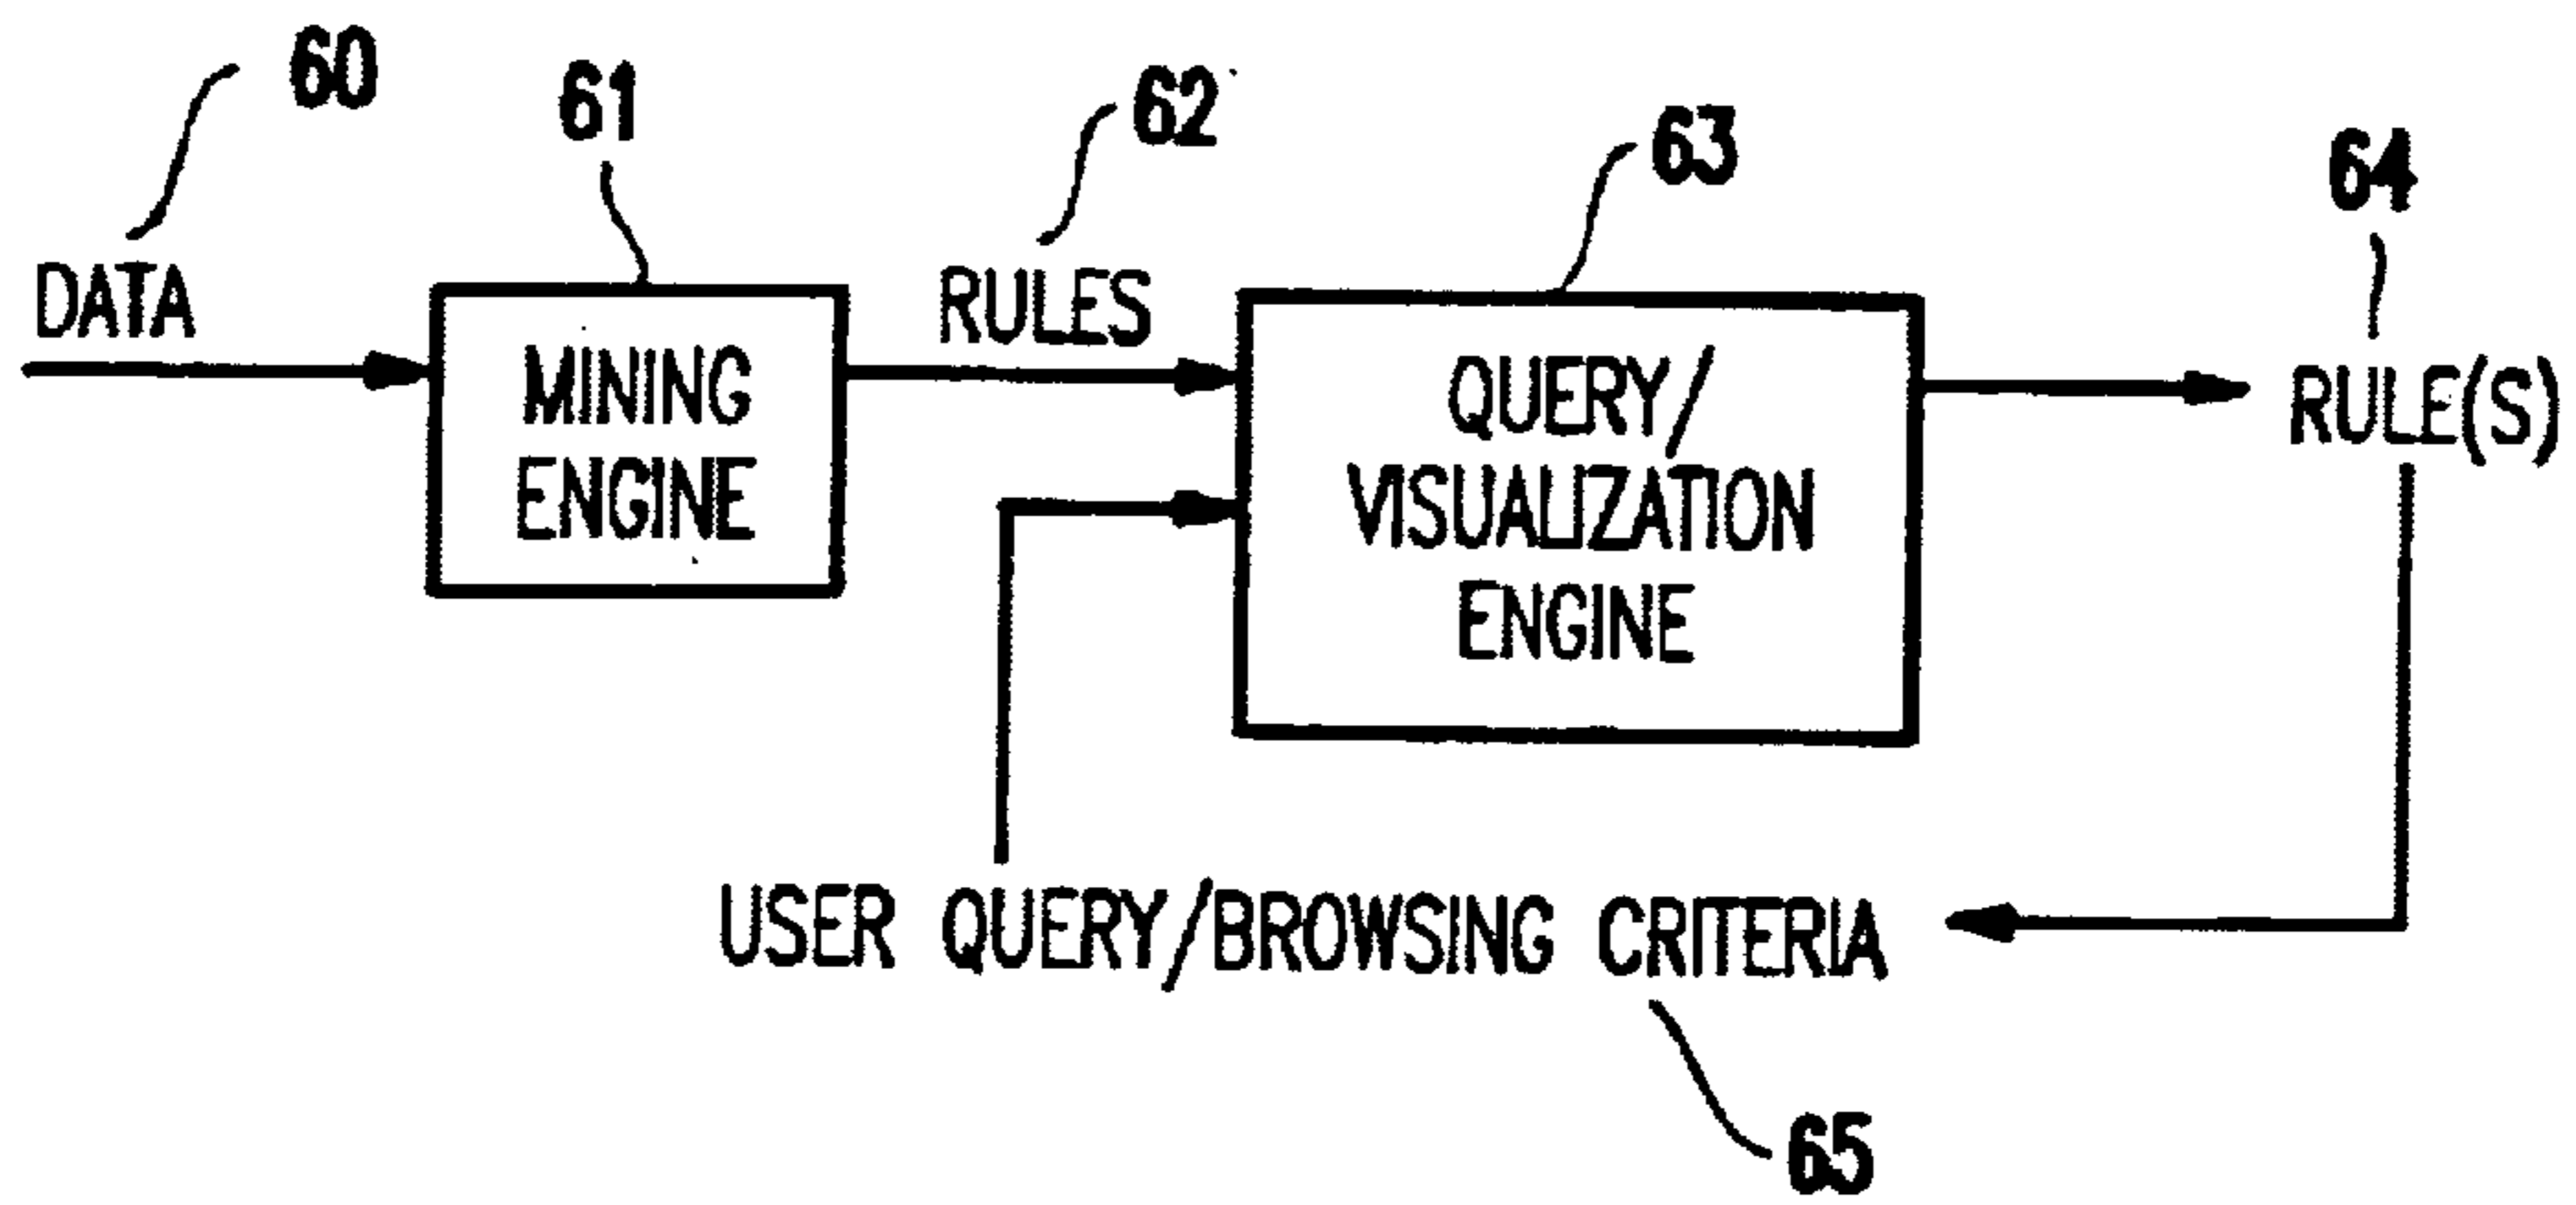 60
61
62
63
64
DATA
MINING
ENGINE
RULES
QUERY/
VISUALIZATION
ENGINE
RULE(S)
USER QUERY/BROWSING CRITERIA
65